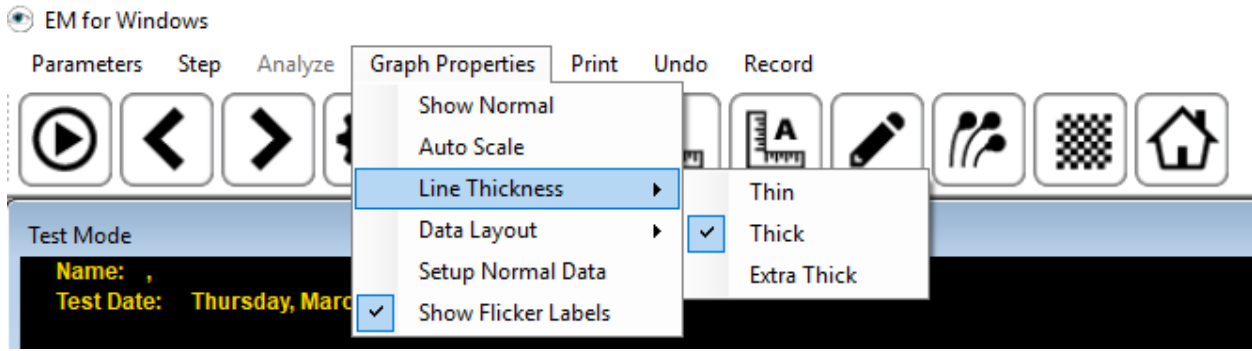 EM for Windows
Parameters Step Analyze Graph Properties Print Undo Record
Show Normal
Auto Scale
Line Thickness
Data Layout
Setup Normal Data
Show Flicker Labels
Thin
Thick
Extra Thick
A
Test Mode
Name: ,
Test Date: Thursday,